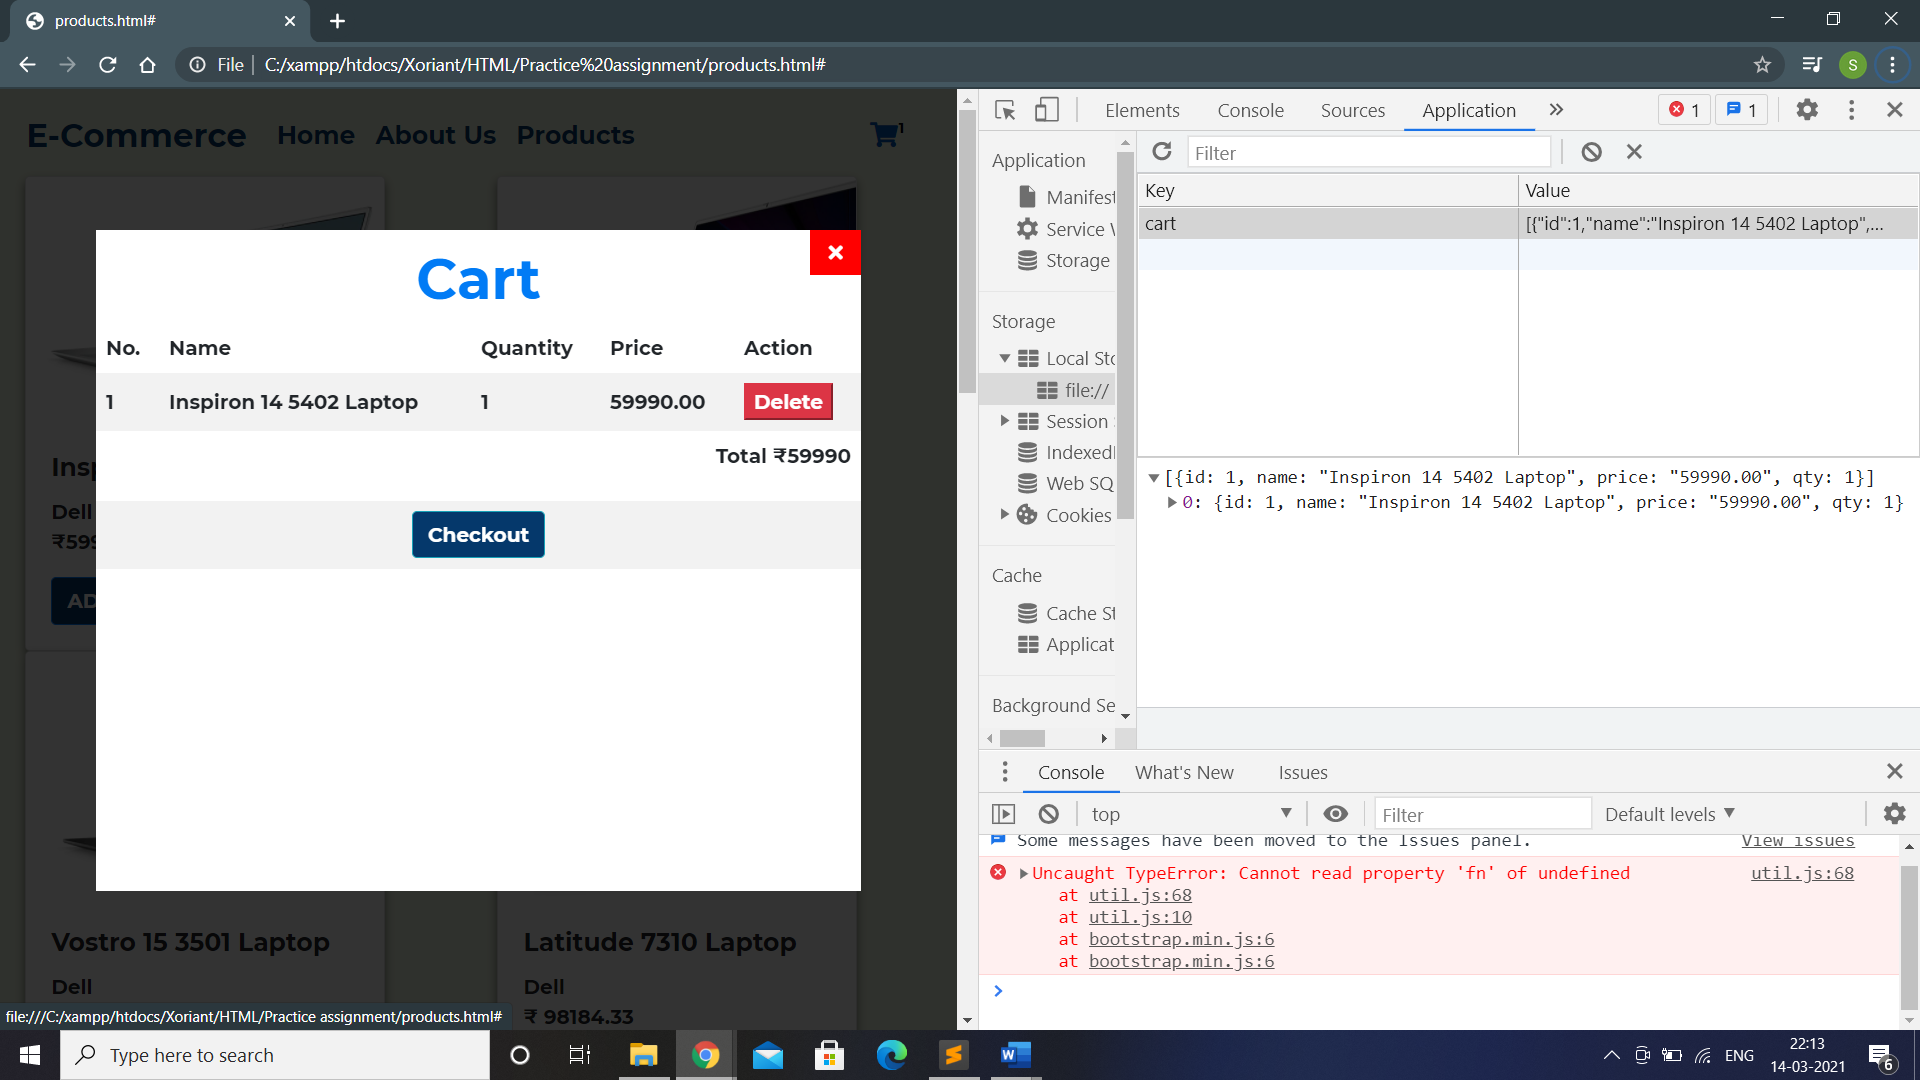 products.html#
File
C:/xampp/htdocs/Xoriant/HTML/Practice%20assignment/products.html#
S
E-Commerce Home About Us Products 1
Cart
No. Name Quantity Price Action
1 Inspiron 14 5402 Laptop 1 59990.00 Delete
Total ₹59990
Checkout
Insp
Dell
₹599
AD
Vostro 15 3501 Laptop
Dell
Latitude 7310 Laptop
Dell
₹ 98184.33
file:///C:/xampp/htdocs/Xoriant/HTML/Practice assignment/products.html#
Elements Console Sources Application 1 1
Application
Manifest
Service
Storage
Storage
Local Sto
file://
Session
Indexed
Web SQ
Cookies
Cache
Cache St
Applicat
Background Se
Filter
Key Value
cart [{"id":1,"name":"Inspiron 14 5402 Laptop",...
[{id: 1, name: "Inspiron 14 5402 Laptop", price: "59990.00", qty: 1}]
0: {id: 1, name: "Inspiron 14 5402 Laptop", price: "59990.00", qty: 1}
Console What's New Issues
top Filter Default levels
Some messages have been moved to the Issues panel. View issues
Uncaught TypeError: Cannot read property 'fn' of undefined util.js:68
at util.js:68
at util.js:10
at bootstrap.min.js:6
at bootstrap.min.js:6
Type here to search
ENG
22:13
14-03-2021
6